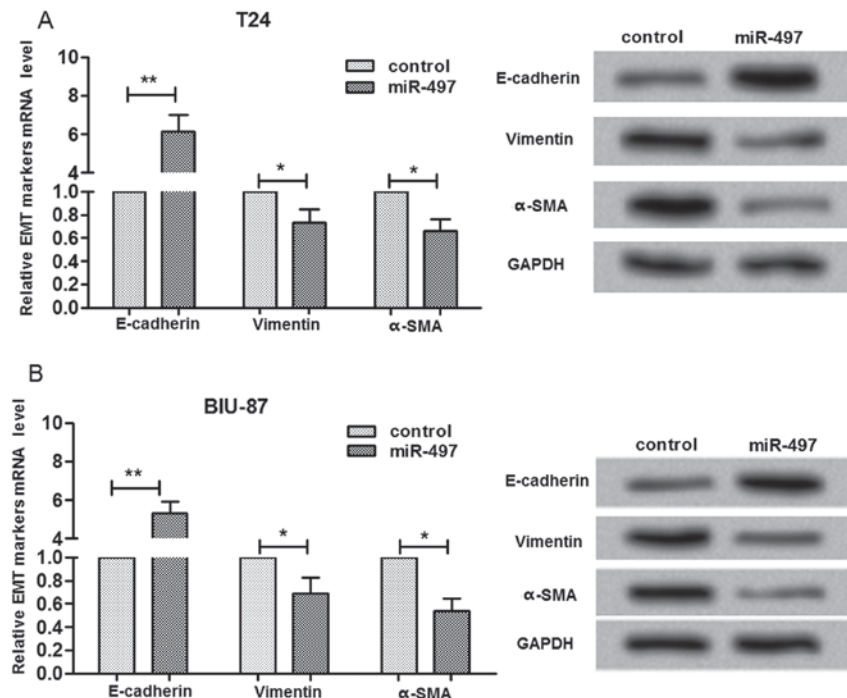 A
T24
Relative EMT markers mRNA level
10
8
6
4
1.0
0.8
0.6
0.4
0.2
0.0
**
*
*
control
miR-497
E-cadherin
Vimentin
α-SMA
control miR-497
E-cadherin
Vimentin
α-SMA
GAPDH
B
BIU-87
Relative EMT markers mRNA level
10
8
6
4
1.0
0.8
0.6
0.4
0.2
0.0
**
*
*
control
miR-497
E-cadherin
Vimentin
α-SMA
control miR-497
E-cadherin
Vimentin
α-SMA
GAPDH